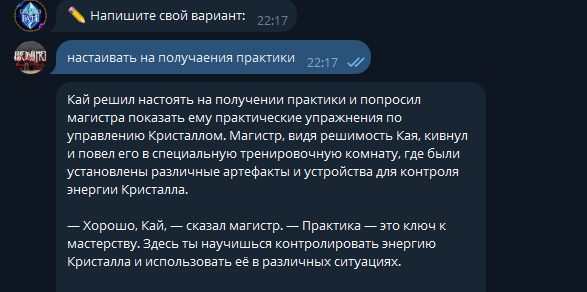 ✏️ Напишите свой вариант:
22:17
настаивать на получаения практики
22:17
Кай решил настоять на получении практики и попросил
магистра показать ему практические упражнения по
управлению Кристаллом. Магистр, видя решимость Кая, кивнул
и повел его в специальную тренировочную комнату, где были
установлены различные артефакты и устройства для контроля
энергии Кристалла.
— Хорошо, Кай, — сказал магистр. — Практика — это ключ к
мастерству. Здесь ты научишься контролировать энергию
Кристалла и использовать её в различных ситуациях.